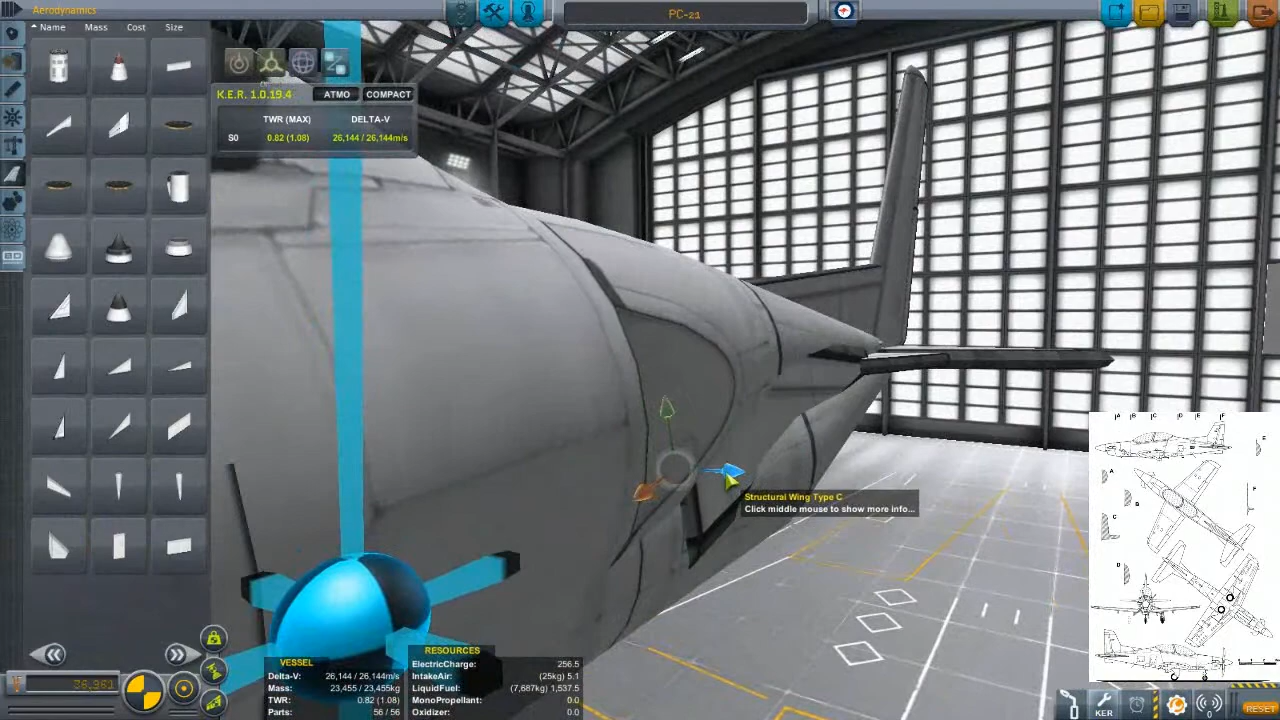 Aerodynamics
PC-21
Name Mass Cost Size
K.E.R. 1.0.19.4 ATMO COMPACT
TWR (MAX) DELTA-V
S0 0.82 (1.08) 26,144 / 26,144m/s
Structural Wing Type C
Click middle mouse to show more info...
VESSEL
Delta-V: 26,144 / 26,144m/s
Mass: 23,455 / 23,455kg
TWR: 0.82 (1.08)
Parts: 56 / 56
RESOURCES
ElectricCharge: 256.5
IntakeAir: (25kg) 5.1
LiquidFuel: (7,687kg) 1,537.5
MonoPropellant: 0.0
Oxidizer: 0.0
KER
0
RESET